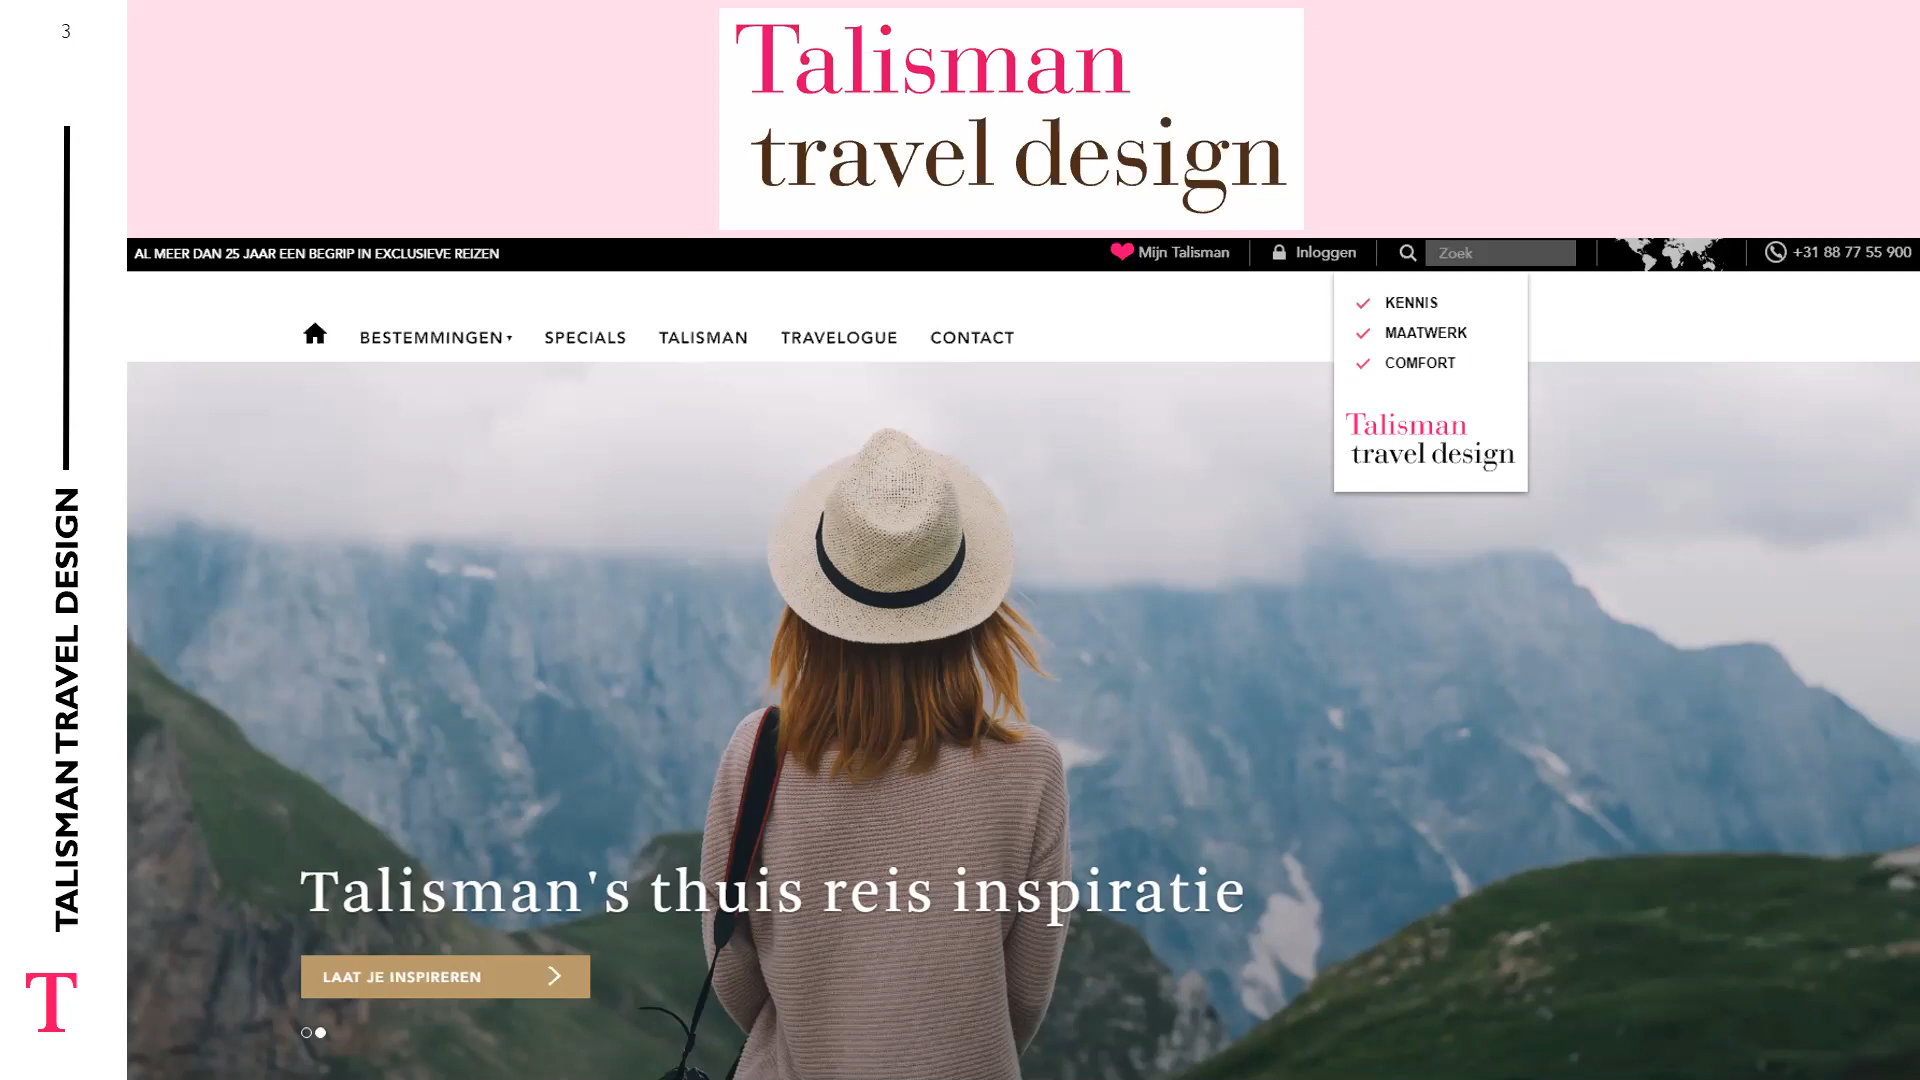 3
Talisman
travel design
AL MEER DAN 25 JAAR EEN BEGRIP IN EXCLUSIEVE REIZEN
Mijn Talisman
Inloggen
Zoek
+31 88 77 55 900
BESTEMMINGEN
SPECIALS
TALISMAN
TRAVELOGUE
CONTACT
KENNIS
MAATWERK
COMFORT
Talisman
travel design
TALISMAN TRAVEL DESIGN
Talisman's thuis reis inspiratie
LAAT JE INSPIREREN
T